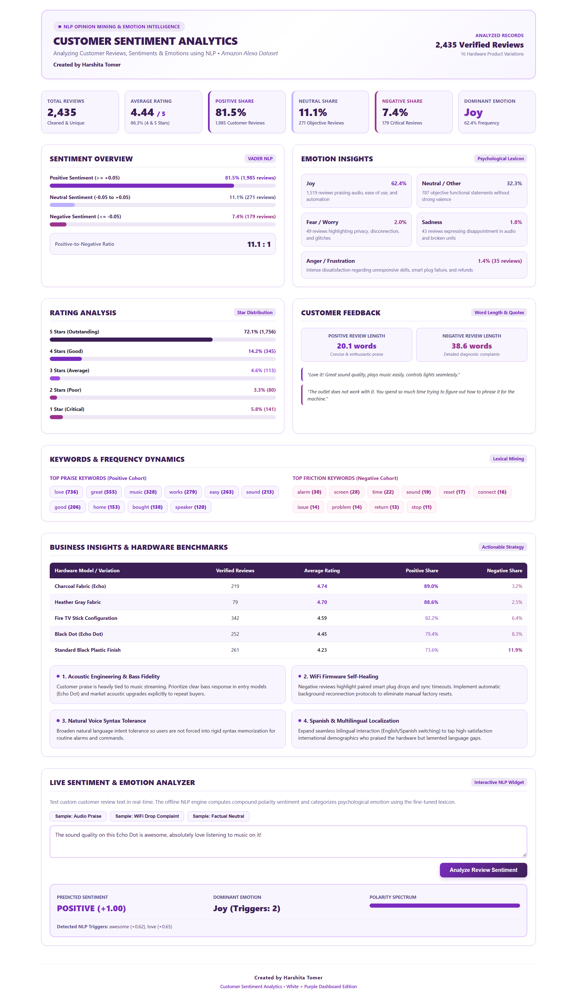 NLP OPINION MINING & EMOTION INTELLIGENCE
CUSTOMER SENTIMENT ANALYTICS
Analyzing Customer Reviews, Sentiments & Emotions using NLP • Amazon Alexa Dataset
Created by Harshita Tomer
ANALYZED RECORDS
2,435 Verified Reviews
16 Hardware Product Variations
TOTAL REVIEWS
2,435
Cleaned & Unique
AVERAGE RATING
4.44 / 5
86.3% (4 & 5 Stars)
POSITIVE SHARE
81.5%
1,985 Customer Reviews
NEUTRAL SHARE
11.1%
271 Objective Reviews
NEGATIVE SHARE
7.4%
179 Critical Reviews
DOMINANT EMOTION
Joy
62.4% Frequency
SENTIMENT OVERVIEW
VADER NLP
Positive Sentiment (>= +0.05)
81.5% (1,985 reviews)
Neutral Sentiment (-0.05 to +0.05)
11.1% (271 reviews)
Negative Sentiment (<= -0.05)
7.4% (179 reviews)
Positive-to-Negative Ratio
11.1 : 1
EMOTION INSIGHTS
Psychological Lexicon
Joy
62.4%
1,519 reviews praising audio, ease of use, and
automation
Neutral / Other
32.3%
787 objective functional statements without
strong valence
Fear / Worry
2.0%
49 reviews highlighting privacy, disconnection,
and glitches
Sadness
1.8%
43 reviews expressing disappointment in audio
and broken units
Anger / Frustration
1.4% (35 reviews)
Intense dissatisfaction regarding unresponsive skills, smart plug failure, and refunds
RATING ANALYSIS
Star Distribution
5 Stars (Outstanding)
72.1% (1,756)
4 Stars (Good)
14.2% (345)
3 Stars (Average)
4.6% (113)
2 Stars (Poor)
3.3% (80)
1 Star (Critical)
5.8% (141)
CUSTOMER FEEDBACK
Word Length & Quotes
POSITIVE REVIEW LENGTH
20.1 words
Concise & enthusiastic praise
NEGATIVE REVIEW LENGTH
38.6 words
Detailed diagnostic complaints
"Love it! Great sound quality, plays music easily, controls lights seamlessly."
"The outlet does not work with it. You spend so much time trying to figure out how to phrase it for the
machine."
KEYWORDS & FREQUENCY DYNAMICS
Lexical Mining
TOP PRAISE KEYWORDS (Positive Cohort)
love (736)
great (555)
music (328)
works (279)
easy (263)
sound (213)
good (206)
home (153)
bought (138)
speaker (120)
TOP FRICTION KEYWORDS (Negative Cohort)
alarm (30)
screen (28)
time (22)
sound (19)
reset (17)
connect (16)
issue (14)
problem (14)
return (13)
stop (11)
BUSINESS INSIGHTS & HARDWARE BENCHMARKS
Actionable Strategy
Hardware Model / Variation Verified Reviews Average Rating Positive Share Negative Share
Charcoal Fabric (Echo) 219 4.74 89.0% 3.2%
Heather Gray Fabric 79 4.70 88.6% 2.5%
Fire TV Stick Configuration 342 4.59 82.2% 6.4%
Black Dot (Echo Dot) 252 4.45 79.4% 8.3%
Standard Black Plastic Finish 261 4.23 73.6% 11.9%
1. Acoustic Engineering & Bass Fidelity
Customer praise is heavily tied to music streaming. Prioritize clear bass response in entry models
(Echo Dot) and market acoustic upgrades explicitly to repeat buyers.
2. WiFi Firmware Self-Healing
Negative reviews highlight paired smart plug drops and sync timeouts. Implement automatic
background reconnection protocols to eliminate manual factory resets.
3. Natural Voice Syntax Tolerance
Broaden natural language intent tolerance so users are not forced into rigid syntax memorization for
routine alarms and commands.
4. Spanish & Multilingual Localization
Expand seamless bilingual interaction (English/Spanish switching) to tap high-satisfaction
international demographics who praised the hardware but lamented language gaps.
LIVE SENTIMENT & EMOTION ANALYZER
Interactive NLP Widget
Test custom customer review text in real-time. The offline NLP engine computes compound polarity sentiment and categorizes psychological emotion using the fine-tuned lexicon.
Sample: Audio Praise
Sample: WiFi Drop Complaint
Sample: Factual Neutral
The sound quality on this Echo Dot is awesome, absolutely love listening to music on it!
Analyze Review Sentiment
PREDICTED SENTIMENT
POSITIVE (+1.00)
DOMINANT EMOTION
Joy (Triggers: 2)
POLARITY SPECTRUM
Detected NLP Triggers: awesome (+0.62), love (+0.65)
Created by Harshita Tomer
Customer Sentiment Analytics • White + Purple Dashboard Edition